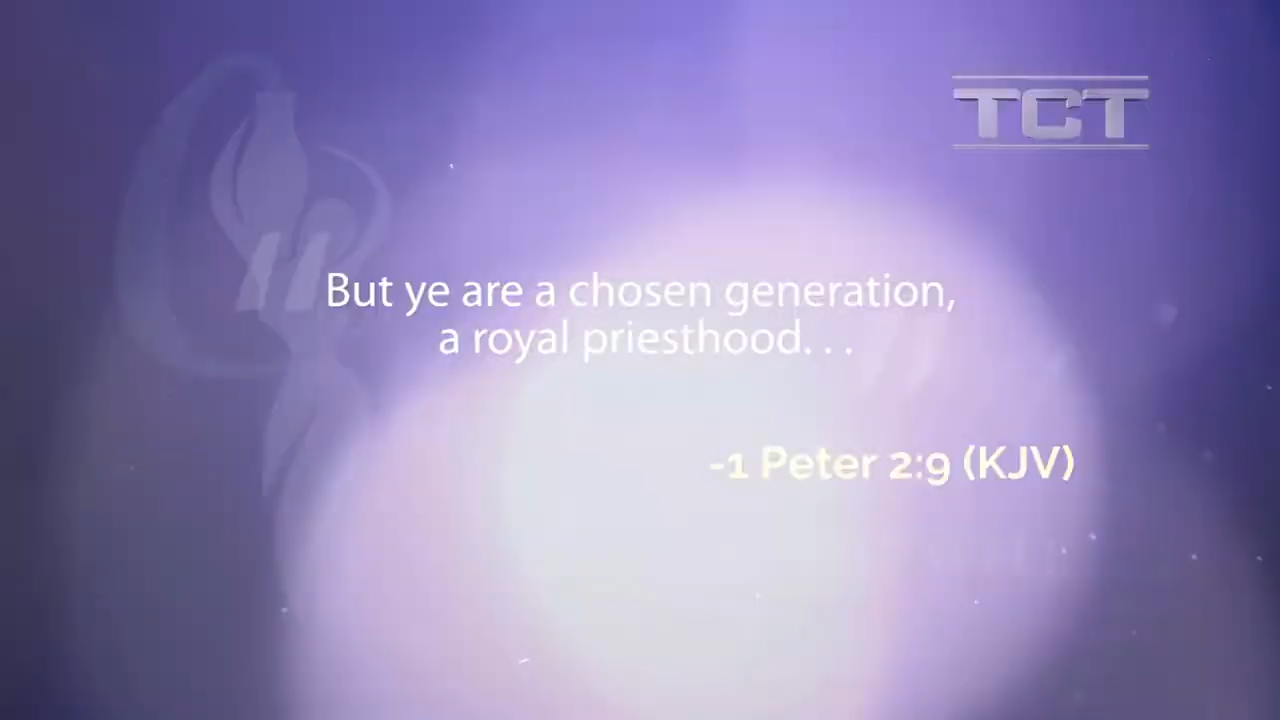 TCT
But ye are a chosen generation,
a royal priesthood. . .
-1 Peter 2:9 (KJV)